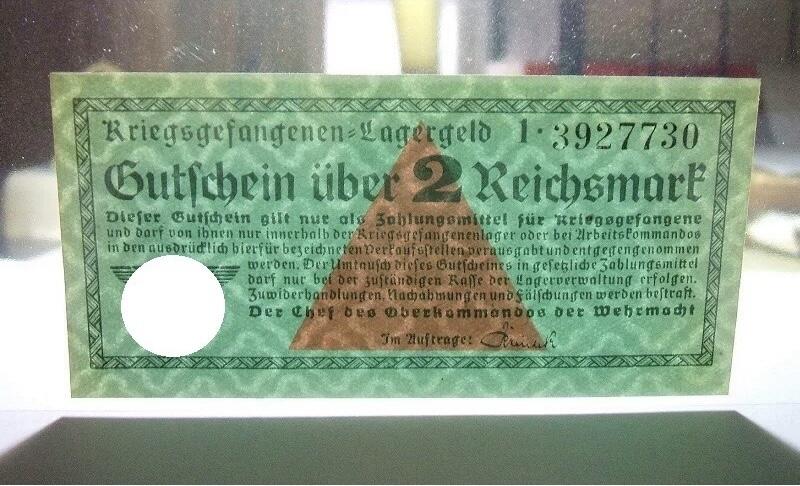 Kriegsgefangenen-Lagergeld 1·3927730
Gutschein über 2 Reichsmark
Dieser Gutschein gilt nur als Zahlungsmittel für Kriegsgefangene
und darf von ihnen nur innerhalb der Kriegsgefangenenlager oder bei Arbeitskommandos
in den ausdrücklich hierfür bezeichneten Verkaufsstellen verausgabt und entgegengenommen
werden. Der Umtausch dieses Gutscheines in gesetzliche Zahlungsmittel
darf nur bei der zuständigen Kasse der Lagerverwaltung erfolgen.
Zuwiderhandlungen, Nachahmungen und Fälschungen werden bestraft.
Der Chef des Oberkommandos der Wehrmacht
Im Auftrage: